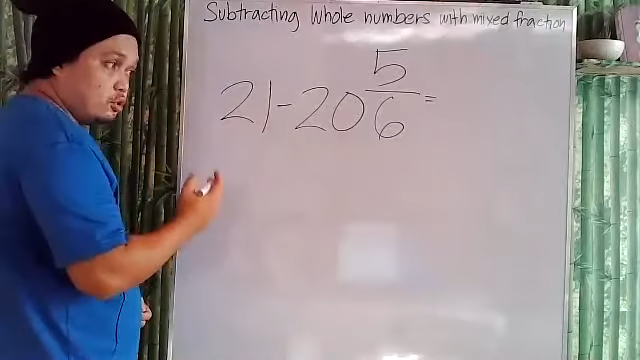 Subtracting Whole numbers with mixed fraction
21-20 5/6 =